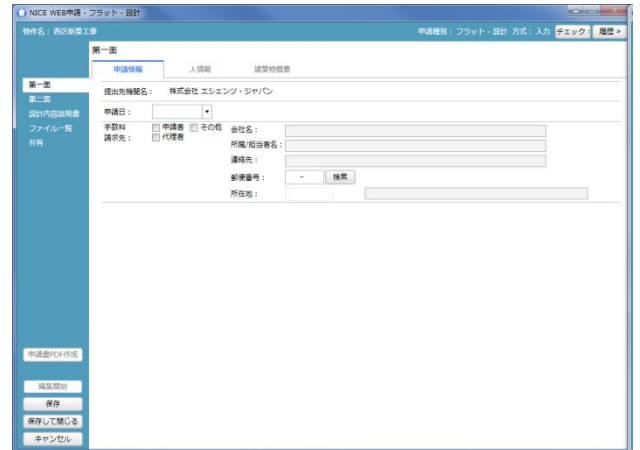 NICE WEB申請 - フラット - 設計
物件名：西区新築工事
申請種別：フラット - 設計 方式：入力 チェック» 履歴»
第一面
申請情報 人情報 建築物概要
第一面
第二面
設計内容説明書
ファイル一覧
共有
提出先機関名： 株式会社 エシェンツ・ジャパン
申請日：
手数料
請求先：
申請者 その他
代理者
会社名：
所属/担当者名：
連絡先：
郵便番号： - 検索
所在地：
申請書PDF作成
編集開始
保存
保存して閉じる
キャンセル